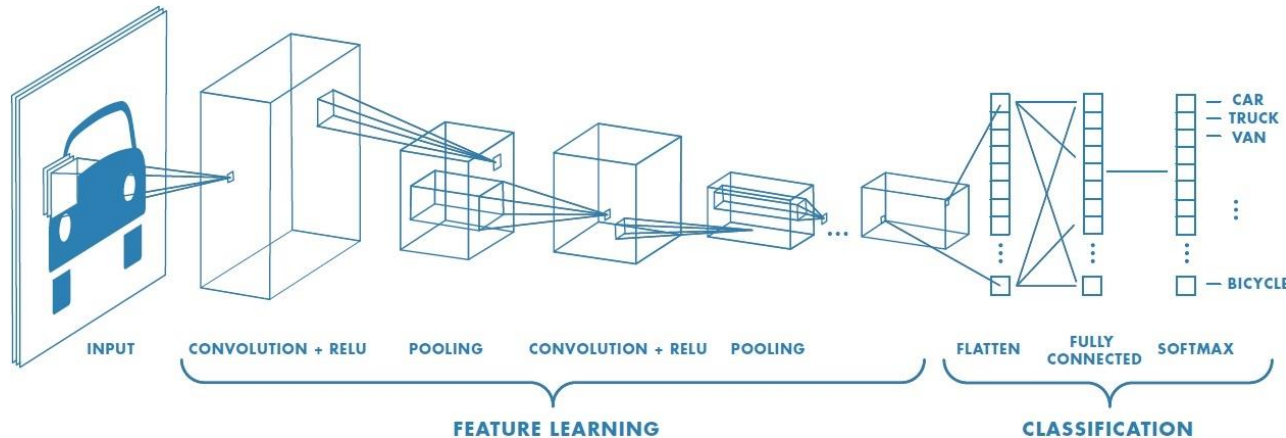 CAR
TRUCK
VAN
BICYCLE
INPUT
CONVOLUTION + RELU
POOLING
CONVOLUTION + RELU
POOLING
FLATTEN
FULLY
CONNECTED
SOFTMAX
FEATURE LEARNING
CLASSIFICATION